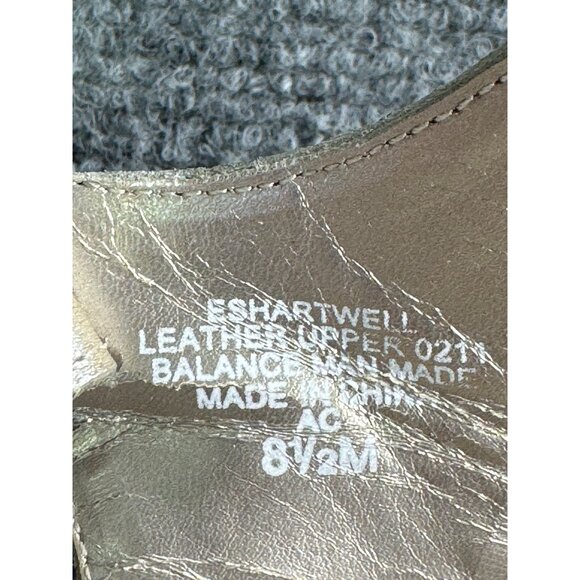 ESHARTWELL
LEATHER UPPER 0211
BALANCE MAN MADE
MADE IN CHINA
AC
8½M